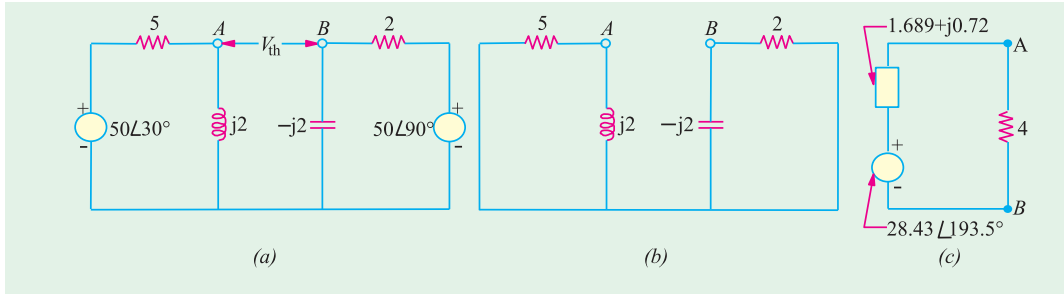 5 A V_th B 2
+ 50∠30° - j2 −j2 50∠90° + -
(a)
5 A B 2
j2 −j2
(b)
1.689+j0.72
A
4
+
-
B
28.43∠193.5°
(c)